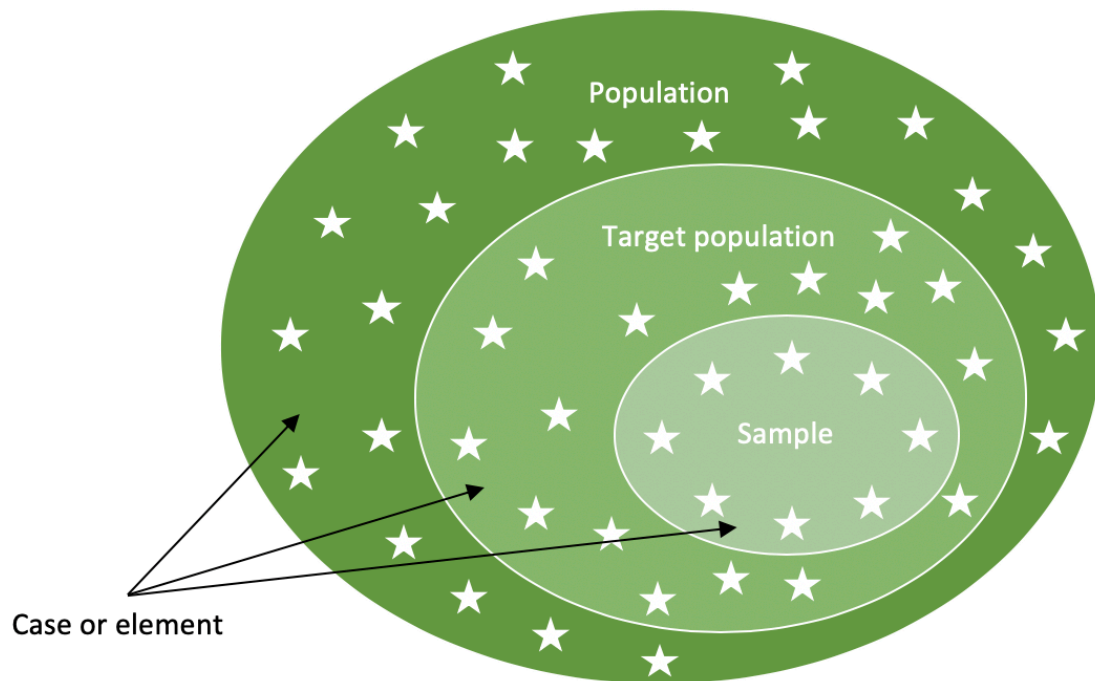 Population
Target population
Sample
Case or element